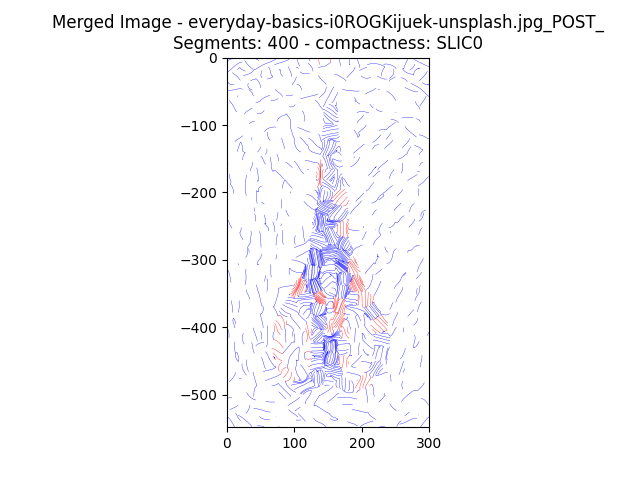 Merged Image - everyday-basics-i0ROGKijuek-unsplash.jpg_POST_
Segments: 400 - compactness: SLIC0
0
−100
−200
−300
−400
−500
0 100 200 300